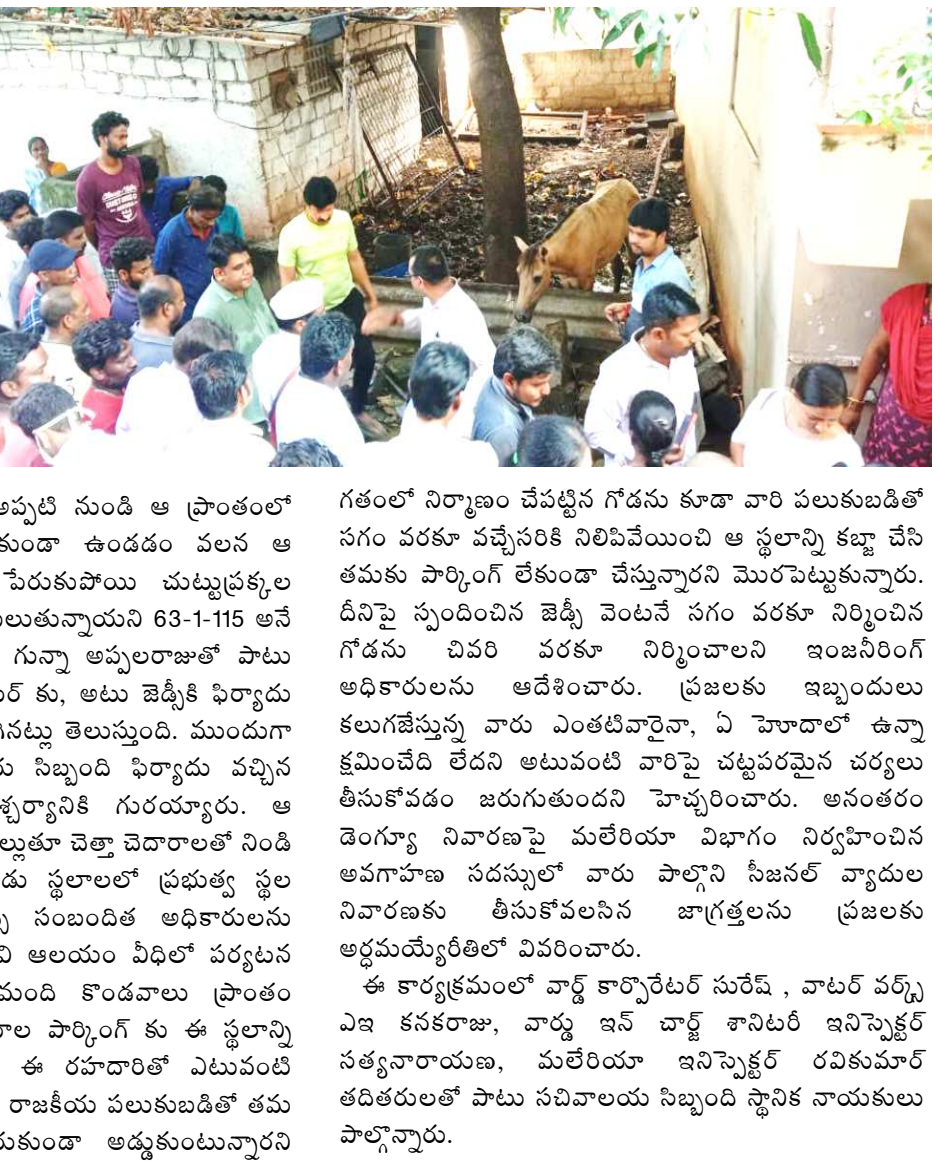 అప్పటి నుండి ఆ ప్రాంతంలో
ఉండడం వలన ఆ
పేరుకుపోయి చుట్టుప్రక్కల
63-1-115 అనే
గున్నా అప్పలరాజుతో పాటు
కు, అటు జెడ్సీకి ఫిర్యాదు
తెలుస్తుంది. ముందుగా
సిబ్బంది ఫిర్యాదు వచ్చిన
గురయ్యారు. ఆ
చెత్తా చెదారాలతో నిండి
స్థలాలలో ప్రభుత్వ స్థల
సంబందిత అధికారులను
ఆలయం వీధిలో పర్యటన
కొండవాలు ప్రాంతం
పార్కింగ్ కు ఈ స్థలాన్ని
ఈ రహదారితో ఎటువంటి
రాజకీయ పలుకుబడితో తమ
అడ్డుకుంటున్నారని
గతంలో నిర్మాణం చేపట్టిన గోడను కూడా వారి పలుకుబడితో
సగం వరకూ వచ్చేసరికి నిలిపివేయించి ఆ స్థలాన్ని కబ్జా చేసి
తమకు పార్కింగ్ లేకుండా చేస్తున్నారని మొరపెట్టుకున్నారు.
దీనిపై స్పందించిన జెడ్సీ వెంటనే సగం వరకూ నిర్మించిన
గోడను చివరి వరకూ నిర్మించాలని ఇంజనీరింగ్
అధికారులను ఆదేశించారు. ప్రజలకు ఇబ్బందులు
కలుగజేస్తున్న వారు ఎంతటివారైనా, ఏ హెూదాలో ఉన్నా
క్షమించేది లేదని అటువంటి వారిపై చట్టపరమైన చర్యలు
తీసుకోవడం జరుగుతుందని హెచ్చరించారు. అనంతరం
డెంగ్యూ నివారణపై మలేరియా విభాగం నిర్వహించిన
అవగాహణ సదస్సులో వారు పాల్గొని సీజనల్ వ్యాదుల
నివారణకు తీసుకోవలసిన జాగ్రత్తలను ప్రజలకు
అర్ధమయ్యేరీతిలో వివరించారు.
ఈ కార్యక్రమంలో వార్డ్ కార్పొరేటర్ సురేష్ , వాటర్ వర్క్స్
ఎఇ కనకరాజు, వార్డు ఇన్ చార్జ్ శానిటరీ ఇనిస్పెక్టర్
సత్యనారాయణ, మలేరియా ఇనిస్పెక్టర్ రవికుమార్
తదితరులతో పాటు సచివాలయ సిబ్బంది స్థానిక నాయకులు
పాల్గొన్నారు.